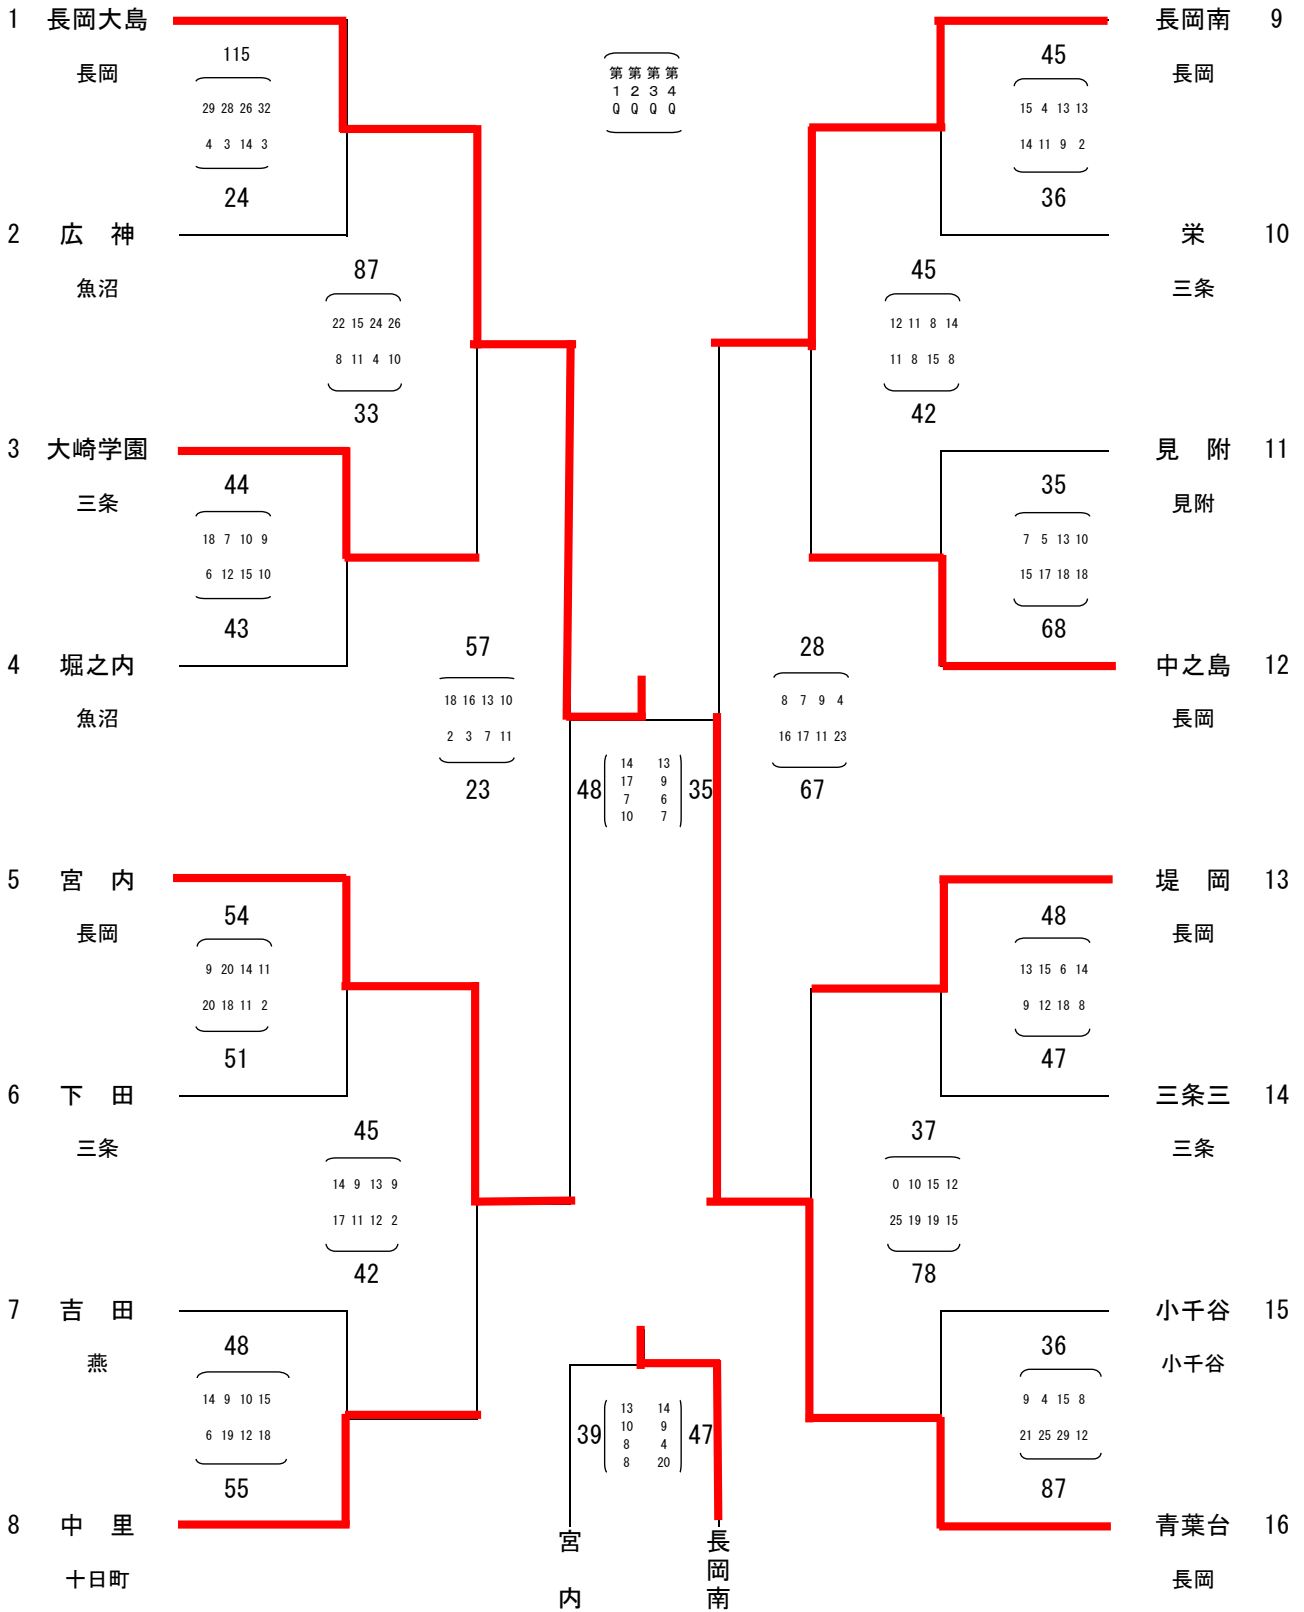 1 長岡大島
長岡
115
29 28 26 32
4 3 14 3
24
2 広 神
魚沼
87
22 15 24 26
8 11 4 10
33
3 大崎学園
三条
44
18 7 10 9
6 12 15 10
43
4 堀之内
魚沼
57
18 16 13 10
2 3 7 11
23
5 宮 内
長岡
54
9 20 14 11
20 18 11 2
51
6 下 田
三条
45
14 9 13 9
17 11 12 2
42
7 吉 田
燕
48
14 9 10 15
6 19 12 18
55
8 中 里
十日町
第1Q 第2Q 第3Q 第4Q
48
14 13
17 9
7 6
10 7
35
39
13 14
10 9
8 4
8 20
47
宮内
長岡南
長岡南 9
長岡
45
15 4 13 13
14 11 9 2
36
栄 10
三条
45
12 11 8 14
11 8 15 8
42
見 附 11
見附
35
7 5 13 10
15 17 18 18
68
中之島 12
長岡
28
8 7 9 4
16 17 11 23
67
堤 岡 13
長岡
48
13 15 6 14
9 12 18 8
47
三条三 14
三条
37
0 10 15 12
25 19 19 15
78
小千谷 15
小千谷
36
9 4 15 8
21 25 29 12
87
青葉台 16
長岡